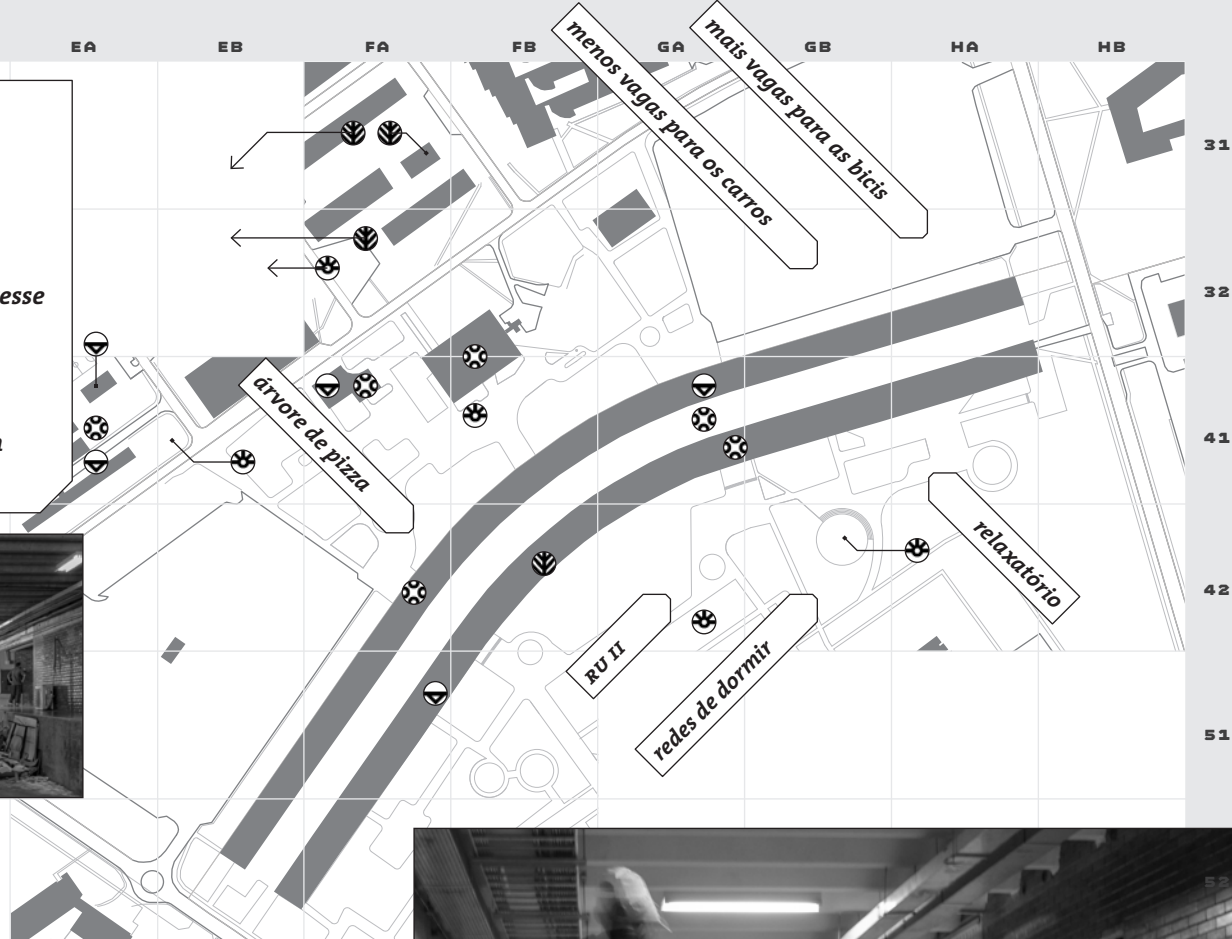 EA EB FA FB GA GB HA HB
menos vagas para os carros
mais vagas para as bicis
31
esse
32
árvore de pizza
41
relaxatório
42
RU II
redes de dormir
51
52